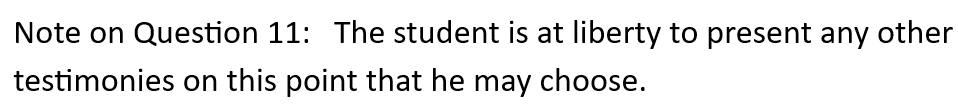 Note on Question 11:   The student is at liberty to present any other
testimonies on this point that he may choose.